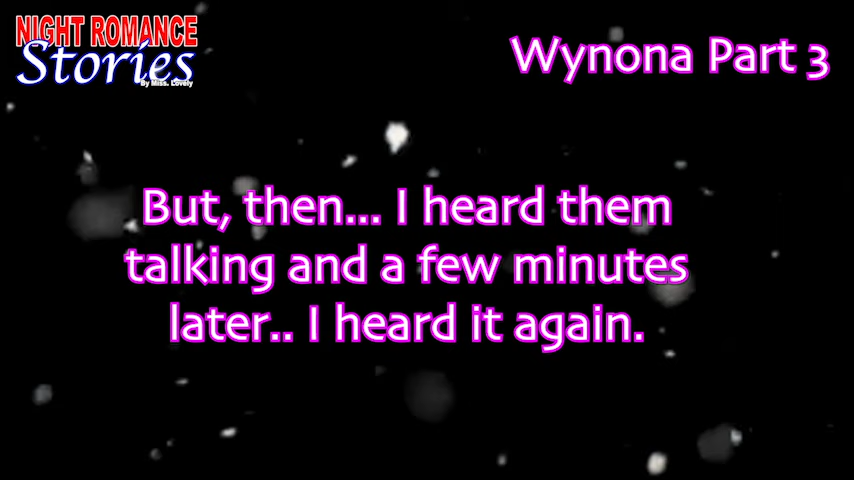 NIGHT ROMANCE
Stories
By Miss. Lovely
Wynona Part 3
But, then... I heard them
talking and a few minutes
later.. I heard it again.